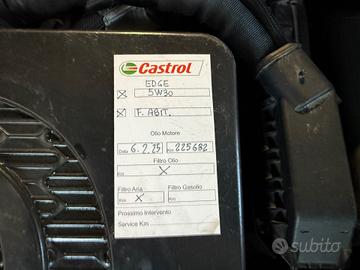 Castrol
EDGE
5W30
F. ABIT.
Olio Motore
Data 6.2.25 Km 225682
Filtro Olio
X
Filtro Aria Filtro Gasolio
Km X Km
Prossimo Intervento
Service Km
subito